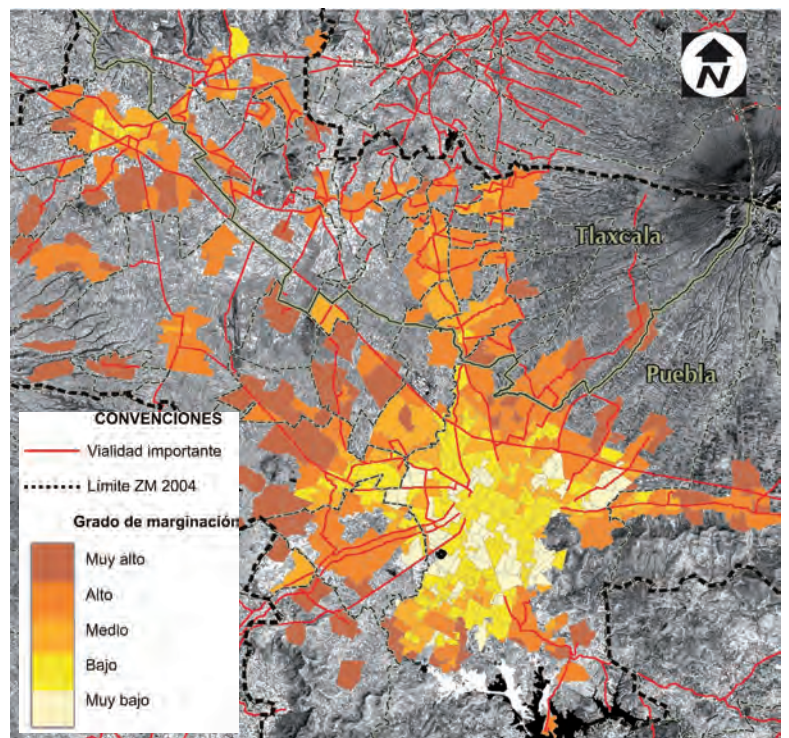 N
Tlaxcala
Puebla
CONVENCIONES
Vialidad importante
Límite ZM 2004
Grado de marginación
Muy alto
Alto
Medio
Bajo
Muy bajo